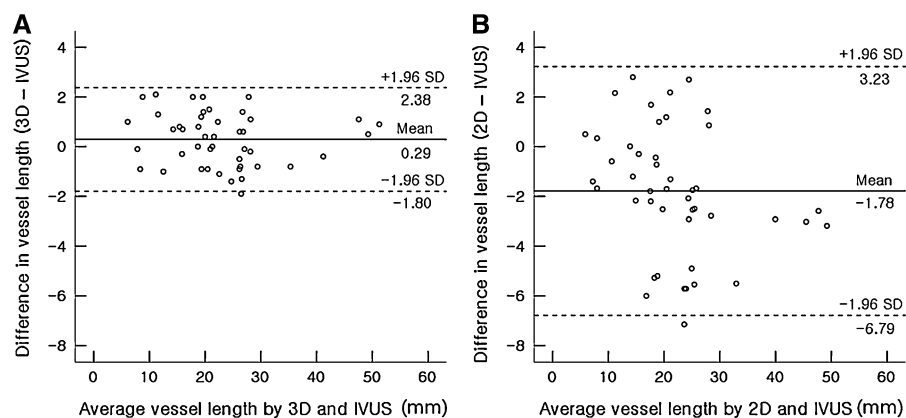 A
Difference in vessel length (3D − IVUS)
4
2
0
−2
−4
−6
−8
+1.96 SD
2.38
Mean
0.29
−1.96 SD
−1.80
0 10 20 30 40 50 60
Average vessel length by 3D and IVUS (mm)
B
Difference in vessel length (2D − IVUS)
4
2
0
−2
−4
−6
−8
+1.96 SD
3.23
Mean
−1.78
−1.96 SD
−6.79
0 10 20 30 40 50 60
Average vessel length by 2D and IVUS (mm)